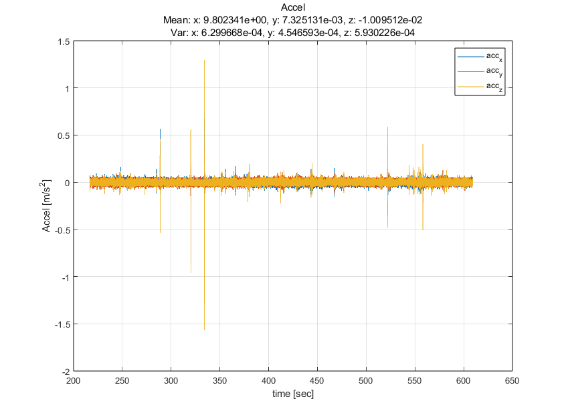 Accel
Mean: x: 9.802341e+00, y: 7.325131e-03, z: -1.009512e-02
Var: x: 6.299668e-04, y: 4.546593e-04, z: 5.930226e-04
1.5
1
0.5
0
-0.5
-1
-1.5
-2
Accel [m/s²]
acc_x
acc_y
acc_z
200 250 300 350 400 450 500 550 600 650
time [sec]